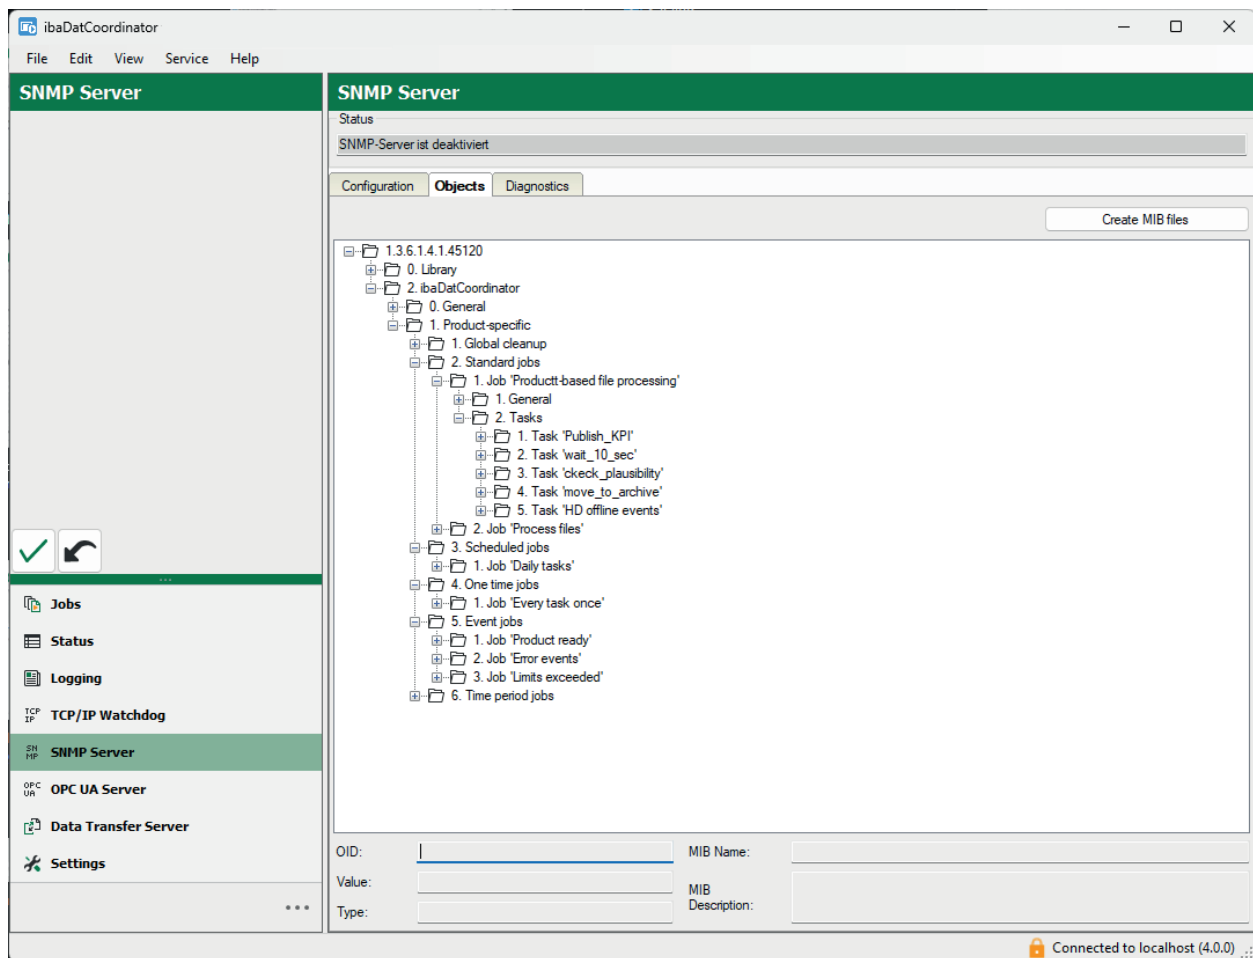 ibaDatCoordinator
File Edit View Service Help
SNMP Server
SNMP Server
Status
SNMP-Server ist deaktiviert
Configuration Objects Diagnostics
Create MIB files
1.3.6.1.4.1.45120
0. Library
2. ibaDatCoordinator
0. General
1. Product-specific
1. Global cleanup
2. Standard jobs
1. Job 'Productt-based file processing'
1. General
2. Tasks
1. Task 'Publish_KPI'
2. Task 'wait_10_sec'
3. Task 'ckeck_plausibility'
4. Task 'move_to_archive'
5. Task 'HD offline events'
2. Job 'Process files'
3. Scheduled jobs
1. Job 'Daily tasks'
4. One time jobs
1. Job 'Every task once'
5. Event jobs
1. Job 'Product ready'
2. Job 'Error events'
3. Job 'Limits exceeded'
6. Time period jobs
Jobs
Status
Logging
TCP IP TCP/IP Watchdog
SN MP SNMP Server
OPC UA OPC UA Server
Data Transfer Server
Settings
OID:
MIB Name:
Value:
MIB
Description:
Type:
Connected to localhost (4.0.0)